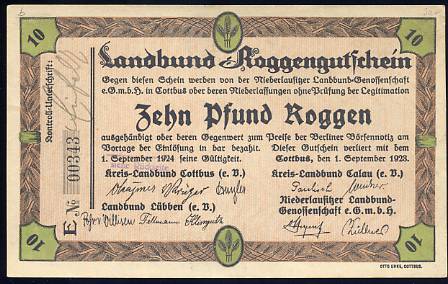 10
10
Landbund-Roggengutschein
Gegen diesen Schein werden von der Niederlausitzer Landbund-Genossenschaft
e.G.m.b.H. in Cottbus oder deren Niederlassungen ohne Prüfung der Legitimation
Zehn Pfund Roggen
ausgehändigt oder deren Gegenwert zum Preise der Berliner Börsennotiz am
Vortage der Einlösung in bar bezahlt. Dieser Gutschein verliert mit dem
1. September 1924 seine Gültigkeit. Cottbus, den 1. September 1923.
Kreis-Landbund Cottbus (e. V.)
Kreis-Landbund Calau (e. V.)
Landbund Lübben (e. V.)
Niederlausitzer Landbund-
Genossenschaft e.G.m.b.H.
Kontroll-Unterschrift:
E № 00343
10
10
OTTO ENKE, COTTBUS.